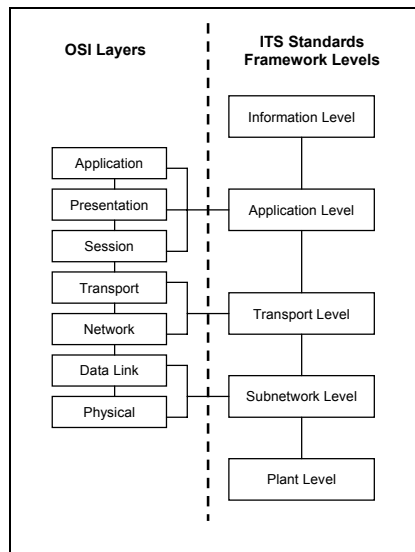 OSI Layers
ITS Standards
Framework Levels
Information Level
Application
Presentation
Application Level
Session
Transport
Transport Level
Network
Data Link
Subnetwork Level
Physical
Plant Level